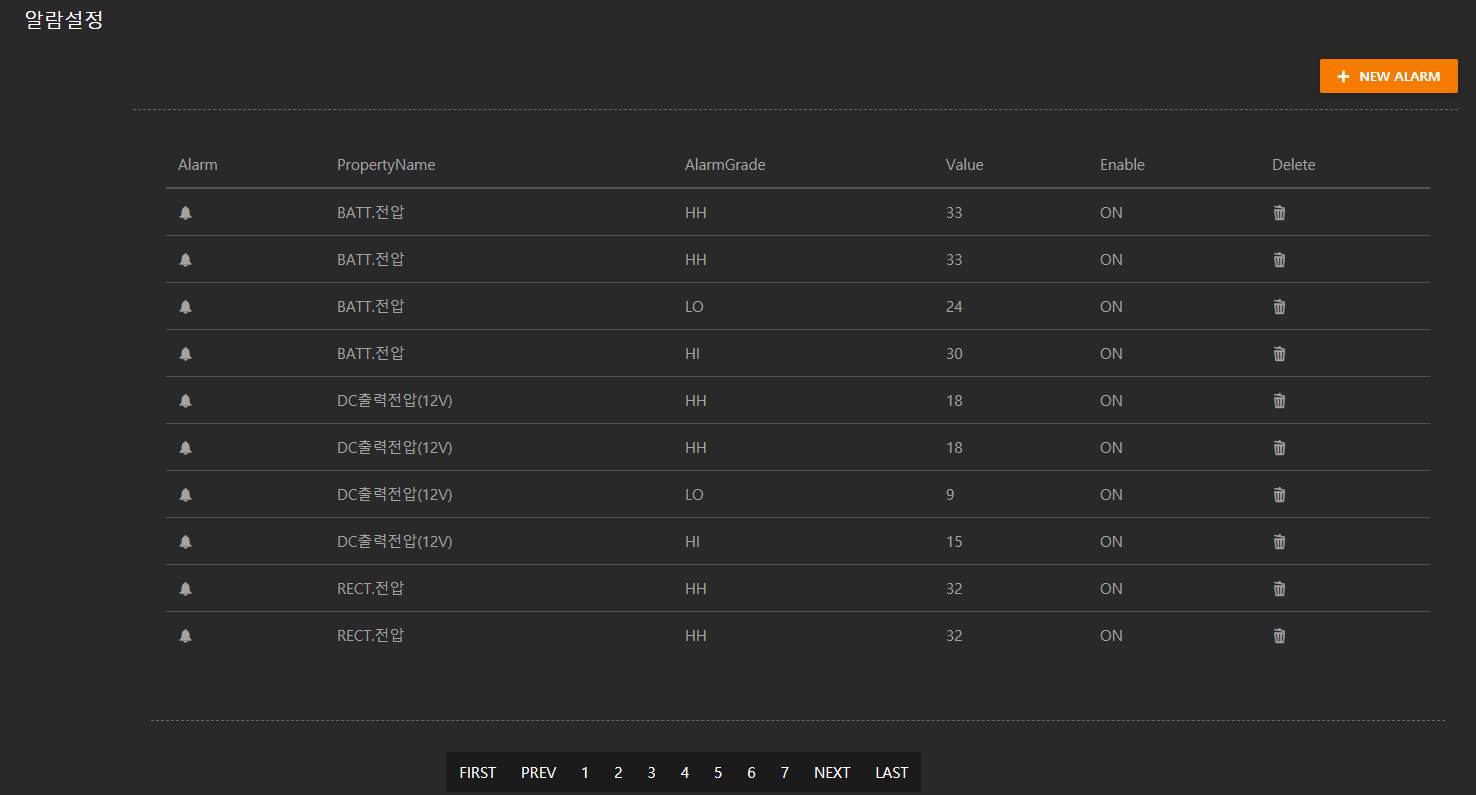 알람설정
NEW ALARM
Alarm PropertyName AlarmGrade Value Enable Delete
BATT.전압 HH 33 ON
BATT.전압 HH 33 ON
BATT.전압 LO 24 ON
BATT.전압 HI 30 ON
DC출력전압(12V) HH 18 ON
DC출력전압(12V) HH 18 ON
DC출력전압(12V) LO 9 ON
DC출력전압(12V) HI 15 ON
RECT.전압 HH 32 ON
RECT.전압 HH 32 ON
FIRST PREV 1 2 3 4 5 6 7 NEXT LAST